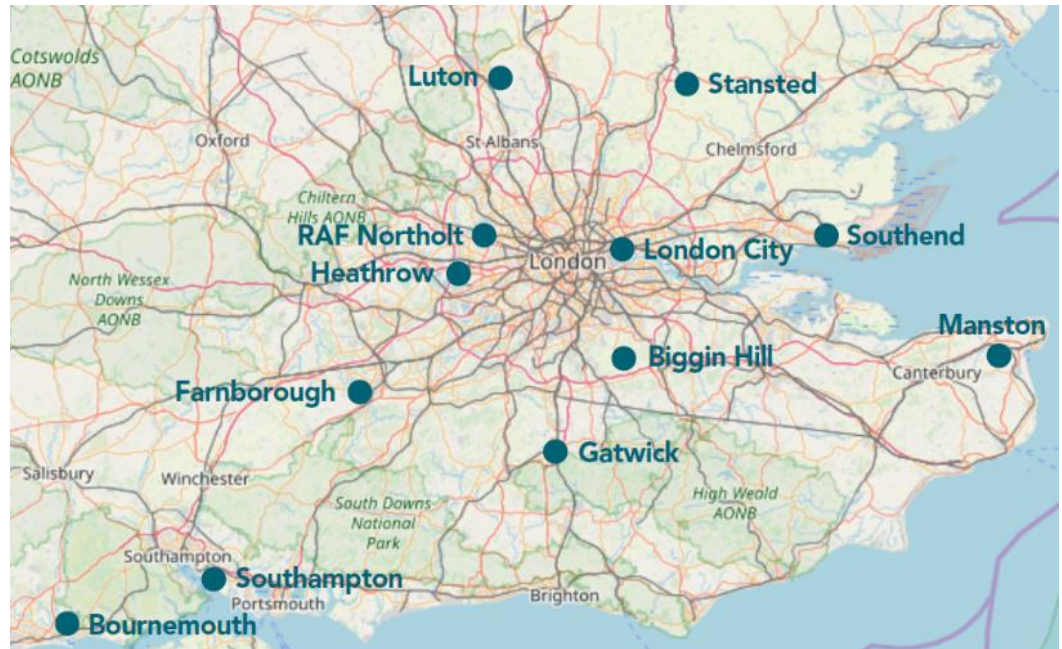 Cotswolds
AONB
Luton
Stansted
Oxford
St Albans
Chelmsford
Chiltern
Hills AONB
RAF Northolt
London City
Southend
London
Heathrow
North Wessex
Downs
AONB
Manston
Biggin Hill
Canterbury
Farnborough
Gatwick
Salisbury
Winchester
South Downs
National
Park
High Weald
AONB
Southampton
Southampton
Portsmouth
Brighton
Bournemouth